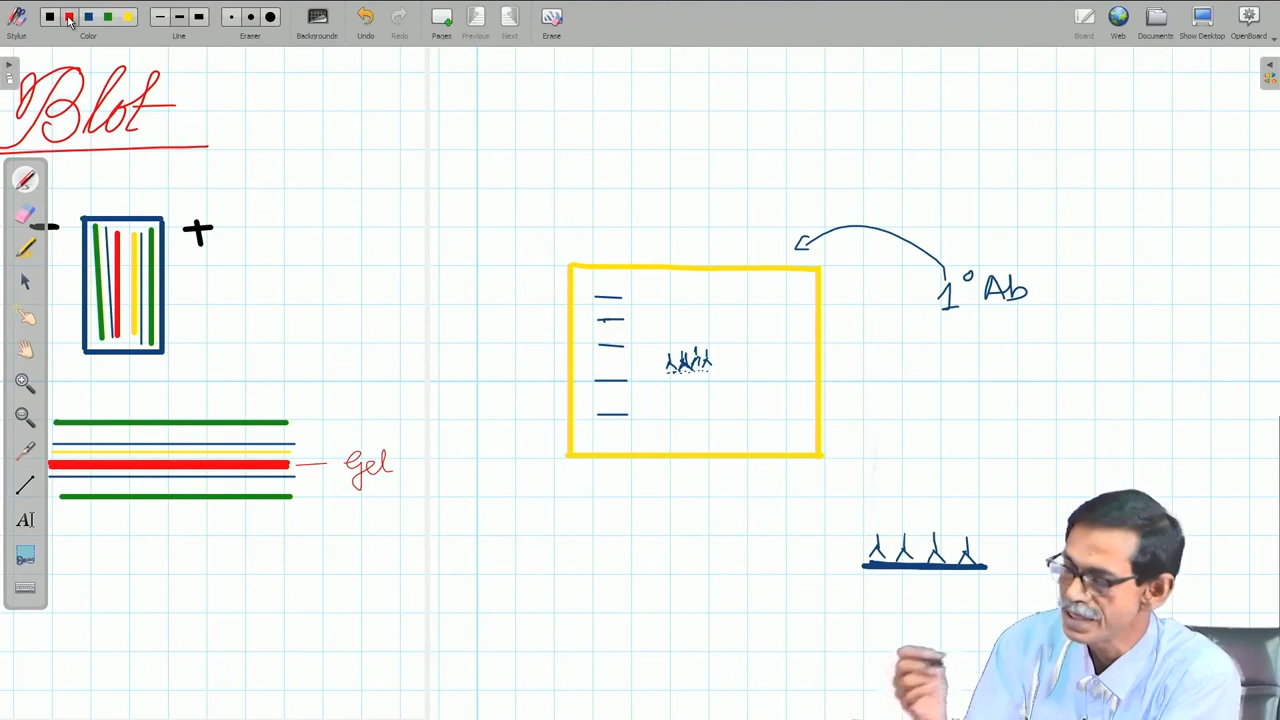 Stylus Color Line Eraser Backgrounds Undo Redo Pages Previous Next Erase Board Web Documents Show Desktop OpenBoard
Blot
- +
1° Ab
Gel
AI